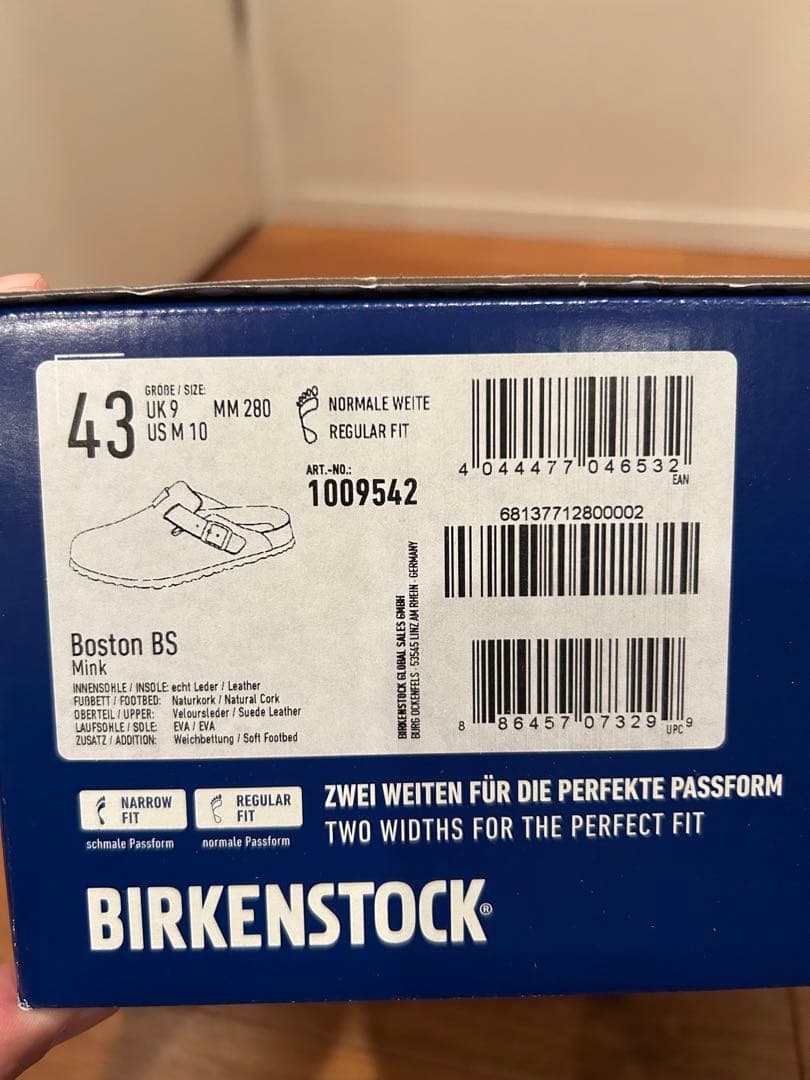 43
GRÖßE / SIZE:
UK 9 MM 280
US M 10
NORMALE WEITE
REGULAR FIT
ART.-NO.:
1009542
4 044477 046532
EAN
68137712800002
BIRKENSTOCK GLOBAL SALES GMBH
BURG OCKENFELS · 53545 LINZ AM RHEIN · GERMANY
8 86457 07329 9
UPC
Boston BS
Mink
INNENSOHLE / INSOLE: echt Leder / Leather
FUßBETT / FOOTBED: Naturkork / Natural Cork
OBERTEIL / UPPER: Veloursleder / Suede Leather
LAUFSOHLE / SOLE: EVA / EVA
ZUSATZ / ADDITION: Weichbettung / Soft Footbed
NARROW
FIT
schmale Passform
REGULAR
FIT
normale Passform
ZWEI WEITEN FÜR DIE PERFEKTE PASSFORM
TWO WIDTHS FOR THE PERFECT FIT
BIRKENSTOCK®